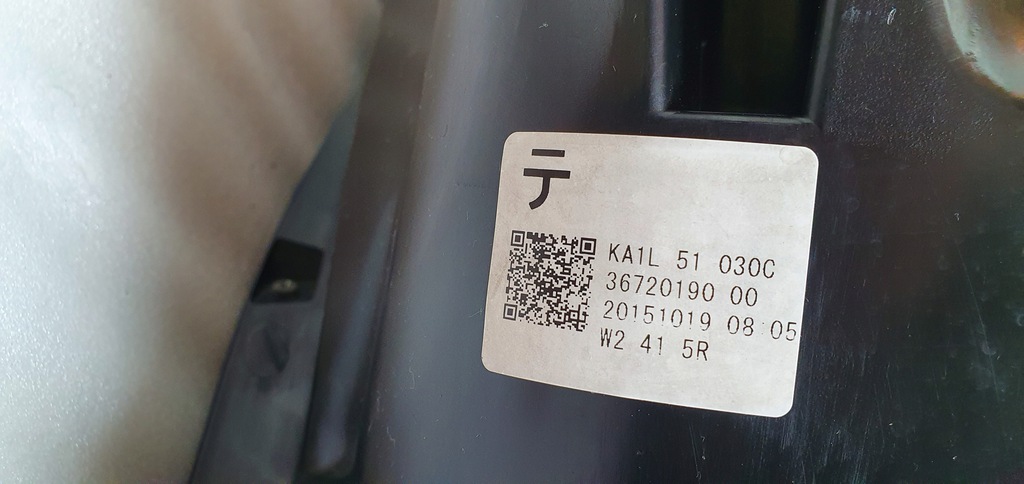 テ
KA1L 51 030C
36720190 00
20151019 08:05
W2 41 5R